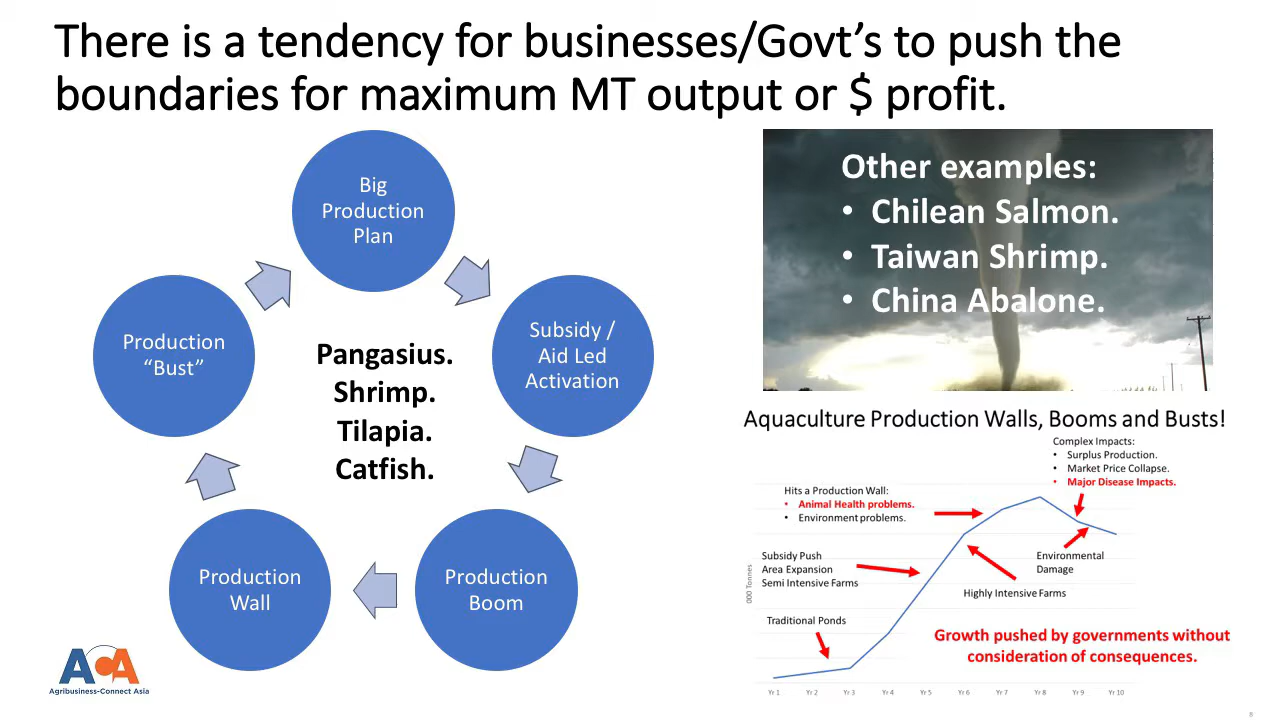 There is a tendency for businesses/Govt’s to push the
boundaries for maximum MT output or $ profit.
Big
Production
Plan
Subsidy /
Aid Led
Activation
Production
Boom
Production
Wall
Production
“Bust”
Pangasius.
Shrimp.
Tilapia.
Catfish.
Other examples:
• Chilean Salmon.
• Taiwan Shrimp.
• China Abalone.
Aquaculture Production Walls, Booms and Busts!
Complex Impacts:
• Surplus Production.
• Market Price Collapse.
• Major Disease Impacts.
Hits a Production Wall:
• Animal Health problems.
• Environment problems.
Subsidy Push
Area Expansion
Semi Intensive Farms
Environmental
Damage
Highly Intensive Farms
Traditional Ponds
000 Tonnes
Growth pushed by governments without
consideration of consequences.
Yr 1 Yr 2 Yr 3 Yr 4 Yr 5 Yr 6 Yr 7 Yr 8 Yr 9 Yr 10
ACA
Agribusiness-Connect Asia
8